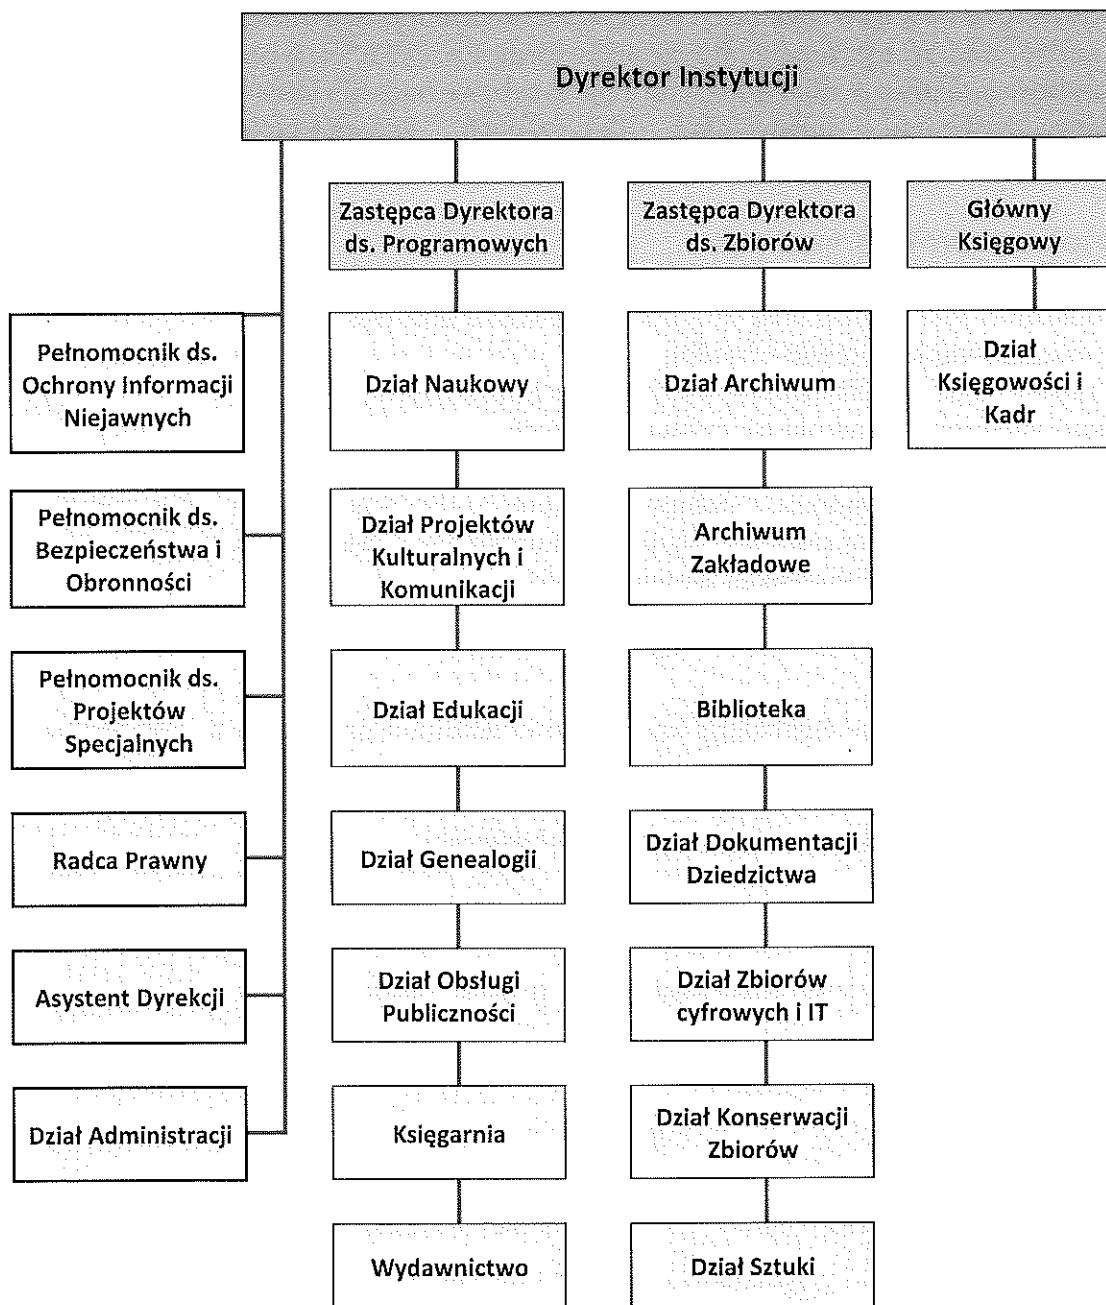 Dyrektor Instytucji
Zastępca Dyrektora
ds. Programowych
Zastępca Dyrektora
ds. Zbiorów
Główny
Księgowy
Pełnomocnik ds.
Ochrony Informacji
Niejawnych
Pełnomocnik ds.
Bezpieczeństwa i
Obronności
Pełnomocnik ds.
Projektów
Specjalnych
Radca Prawny
Asystent Dyrekcji
Dział Administracji
Dział Naukowy
Dział Projektów
Kulturalnych i
Komunikacji
Dział Edukacji
Dział Genealogii
Dział Obsługi
Publiczności
Księgarnia
Wydawnictwo
Dział Archiwum
Archiwum
Zakładowe
Biblioteka
Dział Dokumentacji
Dziedzictwa
Dział Zbiorów
cyfrowych i IT
Dział Konserwacji
Zbiorów
Dział Sztuki
Dział
Księgowości i
Kadr